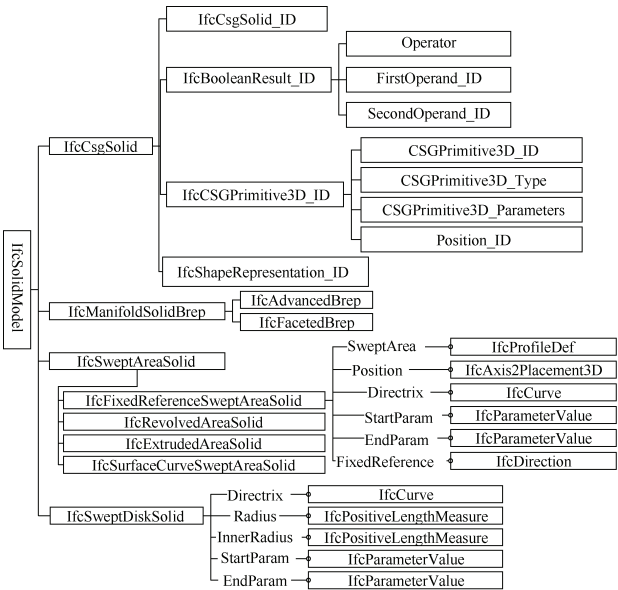 IfcCsgSolid_ID
Operator
IfcBooleanResult_ID
FirstOperand_ID
SecondOperand_ID
IfcCsgSolid
CSGPrimitive3D_ID
CSGPrimitive3D_Type
IfcCSGPrimitive3D_ID
CSGPrimitive3D_Parameters
Position_ID
IfcShapeRepresentation_ID
IfcSolidModel
IfcManifoldSolidBrep
IfcAdvancedBrep
IfcFacetedBrep
IfcSweptAreaSolid
SweptArea
IfcProfileDef
Position
IfcAxis2Placement3D
IfcFixedReferenceSweptAreaSolid
Directrix
IfcCurve
IfcRevolvedAreaSolid
StartParam
IfcParameterValue
IfcExtrudedAreaSolid
EndParam
IfcParameterValue
IfcSurfaceCurveSweptAreaSolid
FixedReference
IfcDirection
IfcSweptDiskSolid
Directrix
IfcCurve
Radius
IfcPositiveLengthMeasure
InnerRadius
IfcPositiveLengthMeasure
StartParam
IfcParameterValue
EndParam
IfcParameterValue